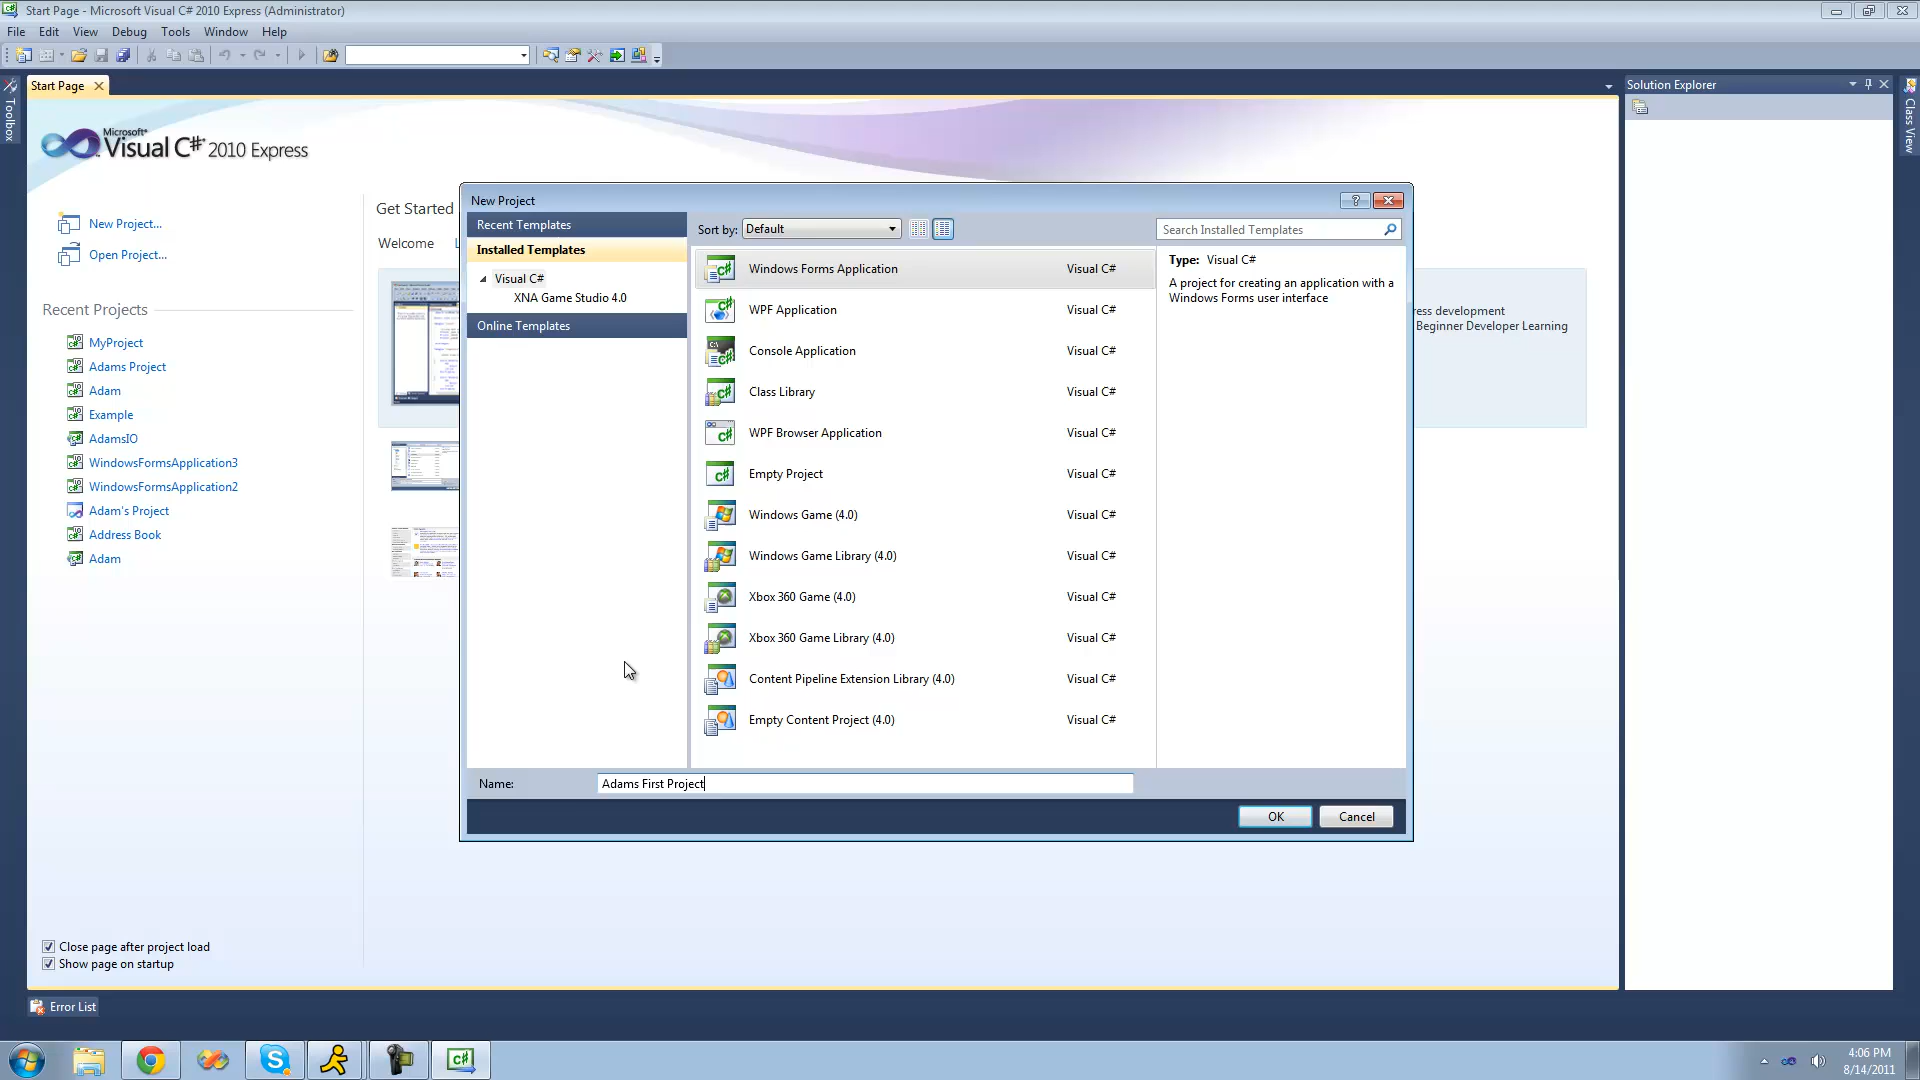 Start Page - Microsoft Visual C# 2010 Express (Administrator)
File Edit View Debug Tools Window Help
Toolbox
Start Page
Solution Explorer
Class View
Microsoft®
Visual C#® 2010 Express
New Project...
Open Project...
Get Started
Welcome L
Recent Projects
MyProject
Adams Project
Adam
Example
AdamsIO
WindowsFormsApplication3
WindowsFormsApplication2
Adam's Project
Address Book
Adam
New Project
Recent Templates
Installed Templates
Visual C#
XNA Game Studio 4.0
Online Templates
Sort by: Default
Search Installed Templates
Windows Forms Application Visual C#
WPF Application Visual C#
Console Application Visual C#
Class Library Visual C#
WPF Browser Application Visual C#
Empty Project Visual C#
Windows Game (4.0) Visual C#
Windows Game Library (4.0) Visual C#
Xbox 360 Game (4.0) Visual C#
Xbox 360 Game Library (4.0) Visual C#
Content Pipeline Extension Library (4.0) Visual C#
Empty Content Project (4.0) Visual C#
Type: Visual C#
A project for creating an application with a
Windows Forms user interface
ress development
Beginner Developer Learning
Name: Adams First Project
OK Cancel
Close page after project load
Show page on startup
Error List
4:06 PM
8/14/2011